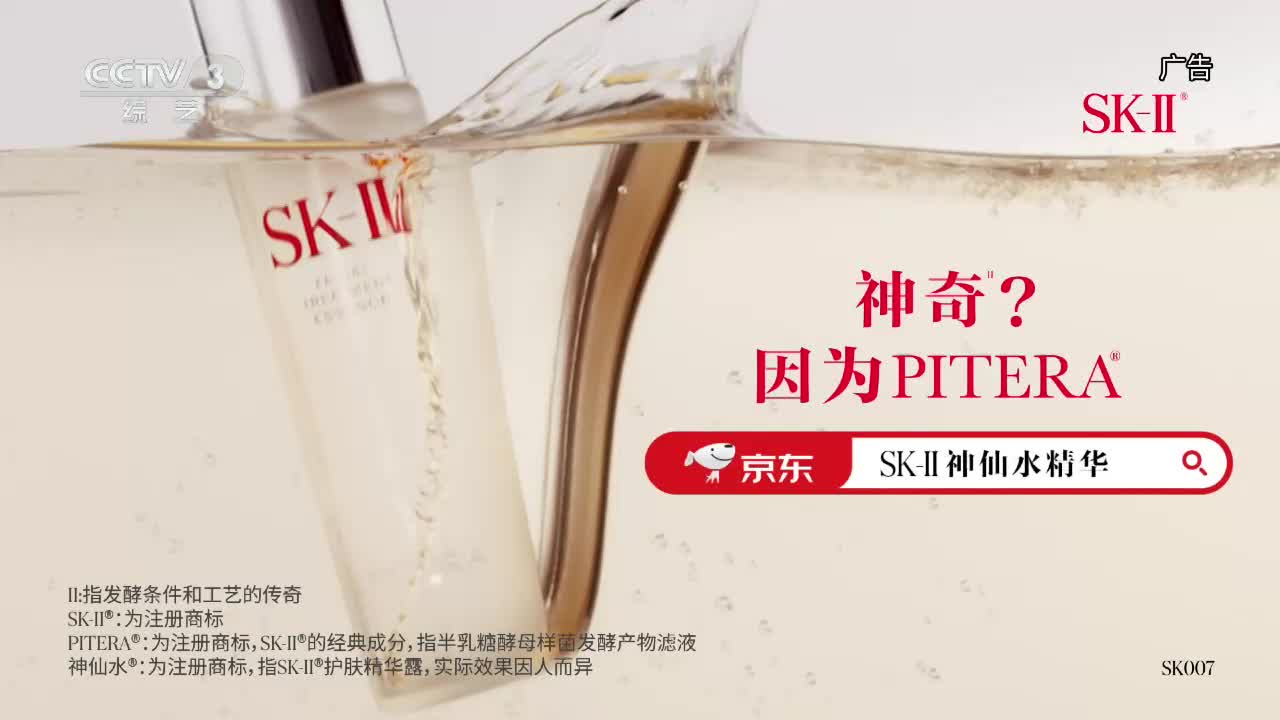 CCTV 3
综艺
广告
SK-II®
SK-II
神奇II?
因为PITERA®
京东
SK-II神仙水精华
11:指发酵条件和工艺的传奇
SK-II®:为注册商标
PITERA®:为注册商标,SK-II®的经典成分,指半乳糖酵母样菌发酵产物滤液
神仙水®:为注册商标,指SK-II®护肤精华露,实际效果因人而异
SK007